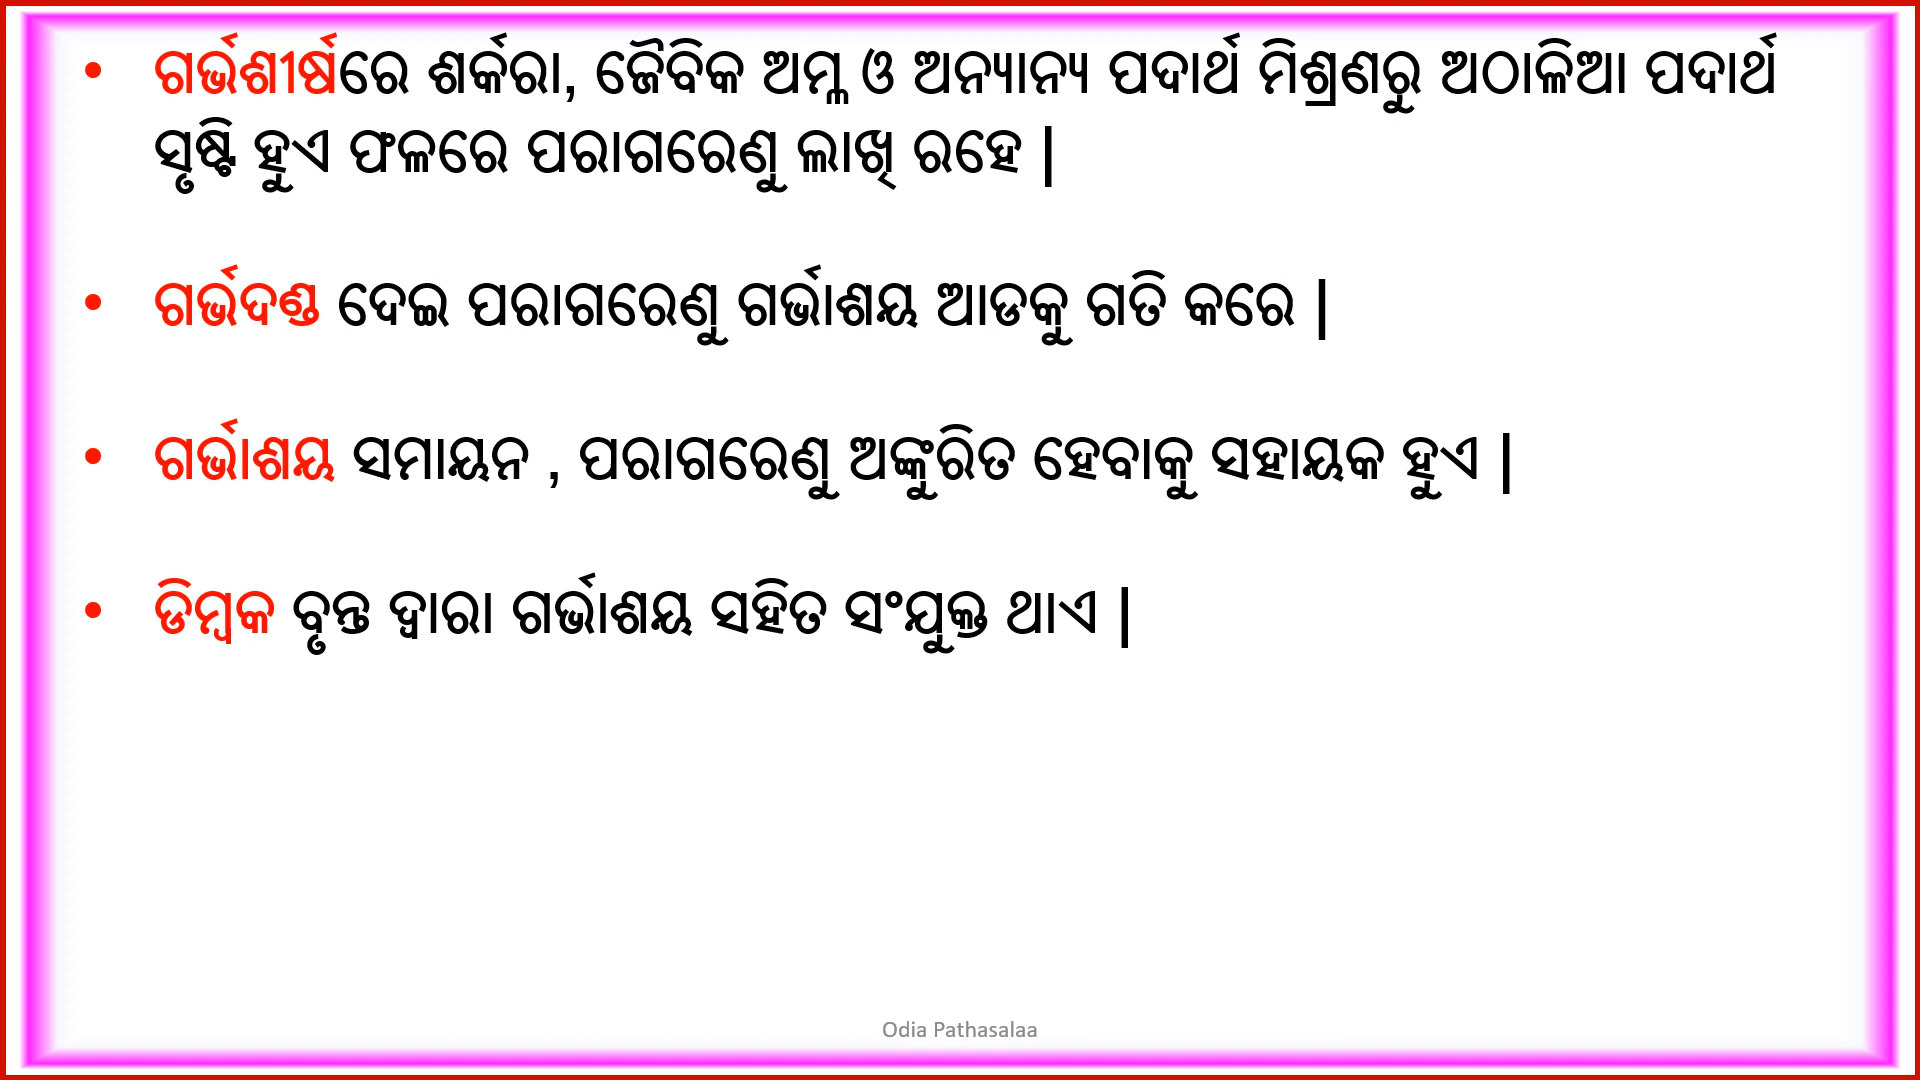 • ଗର୍ଭଶୀର୍ଷରେ ଶର୍କରା, ଜୈବିକ ଅମ୍ଳ ଓ ଅନ୍ୟାନ୍ୟ ପଦାର୍ଥ ମିଶ୍ରଣରୁ ଅଠାଳିଆ ପଦାର୍ଥ
ସୃଷ୍ଟି ହୁଏ ଫଳରେ ପରାଗରେଣୁ ଲାଖି ରହେ |
• ଗର୍ଭଦଣ୍ଡ ଦେଇ ପରାଗରେଣୁ ଗର୍ଭାଶୟ ଆଡକୁ ଗତି କରେ |
• ଗର୍ଭାଶୟ ସମାୟନ , ପରାଗରେଣୁ ଅଙ୍କୁରିତ ହେବାକୁ ସହାୟକ ହୁଏ |
• ଡିମ୍ବକ ବୃନ୍ତ ଦ୍ୱାରା ଗର୍ଭାଶୟ ସହିତ ସଂଯୁକ୍ତ ଥାଏ |
Odia Pathasalaa